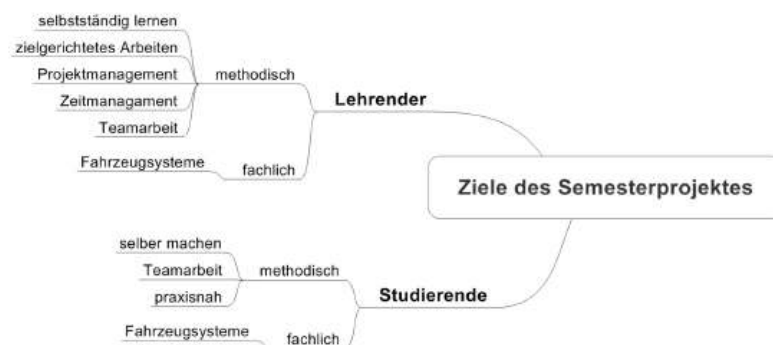 selbstständig lernen
zielgerichtetes Arbeiten
Projektmanagement
Zeitmanagament
Teamarbeit
methodisch
Lehrender
Fahrzeugsysteme
fachlich
Ziele des Semesterprojektes
selber machen
Teamarbeit
praxisnah
methodisch
Studierende
Fahrzeugsysteme
fachlich